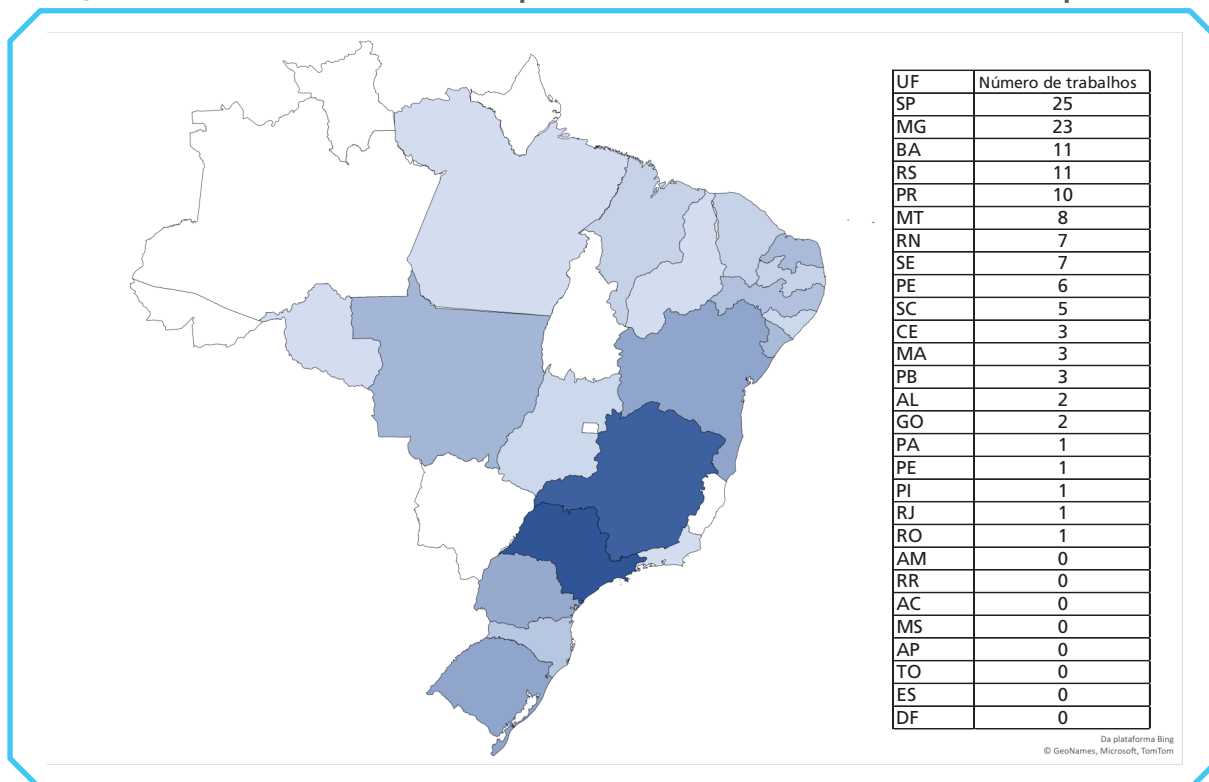 UF Número de trabalhos
SP 25
MG 23
BA 11
RS 11
PR 10
MT 8
RN 7
SE 7
PE 6
SC 5
CE 3
MA 3
PB 3
AL 2
GO 2
PA 1
PE 1
PI 1
RJ 1
RO 1
AM 0
RR 0
AC 0
MS 0
AP 0
TO 0
ES 0
DF 0
Da plataforma Bing
© GeoNames, Microsoft, TomTom